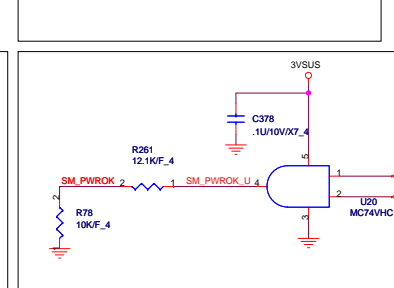 3VSUS
C378
.1U/10V/X7_4
R261
12.1K/F_4
5
SM_PWROK 2 1 SM_PWROK_U 4
1
2
U20
MC74VHC
2
R78
10K/F_4
3
1